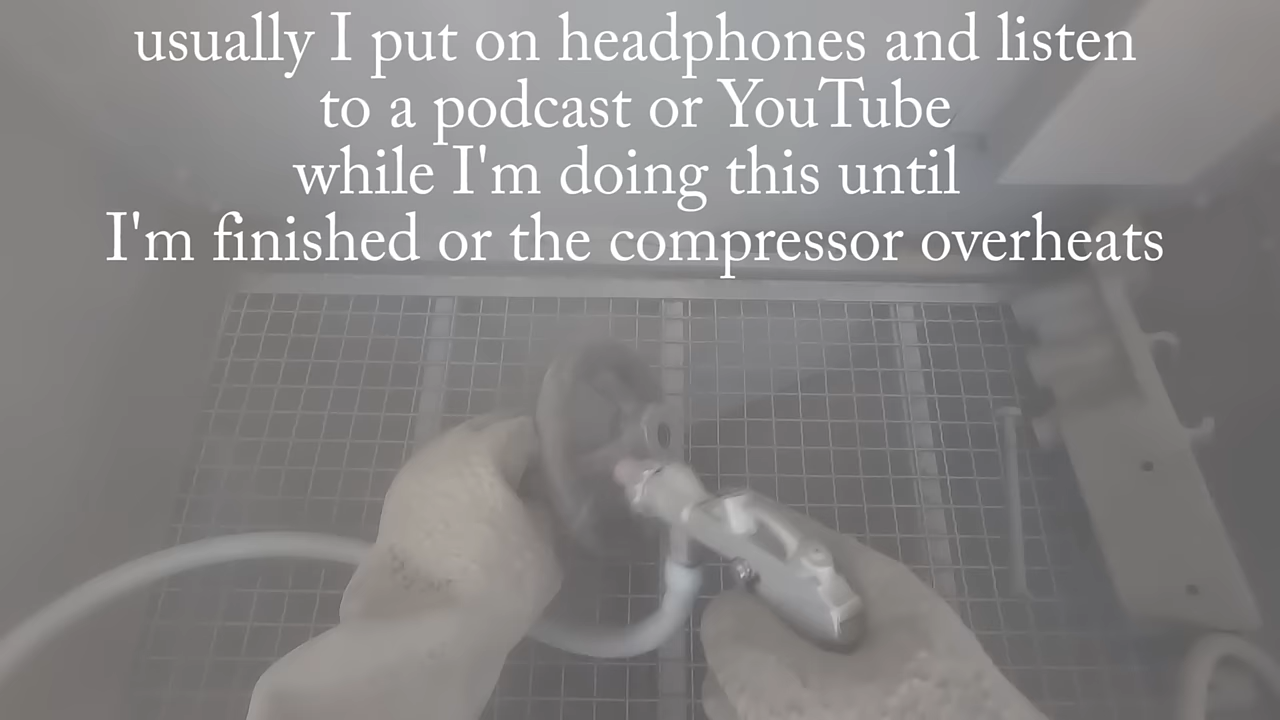 usually I put on headphones and listen
to a podcast or YouTube
while I'm doing this until
I'm finished or the compressor overheats